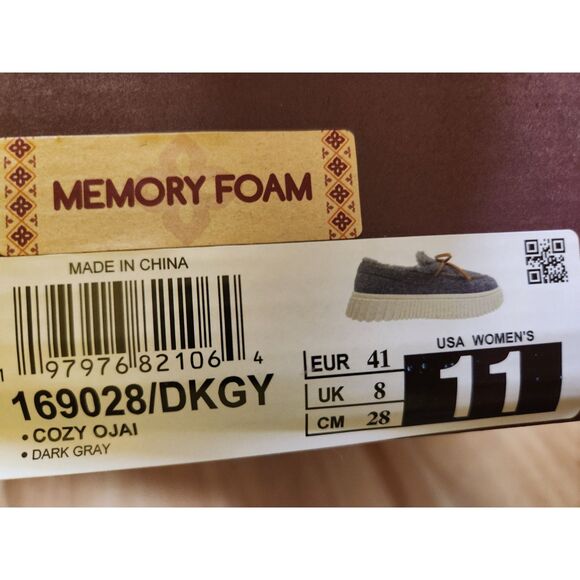 MEMORY FOAM
MADE IN CHINA
1 97976 82106 4
169028/DKGY
• COZY OJAI
• DARK GRAY
EUR 41
UK 8
CM 28
USA WOMEN'S
11